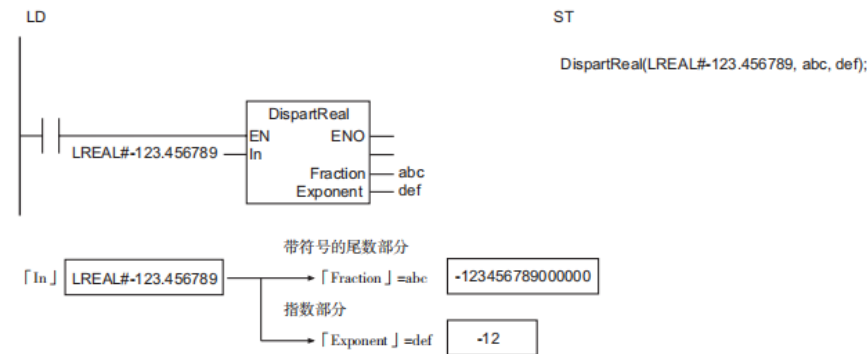 LD
ST
DispartReal(LREAL#-123.456789, abc, def);
DispartReal
EN ENO
LREAL#-123.456789 In
Fraction abc
Exponent def
带符号的尾数部分
「In」 LREAL#-123.456789 「Fraction」=abc -123456789000000
指数部分
「Exponent」=def -12